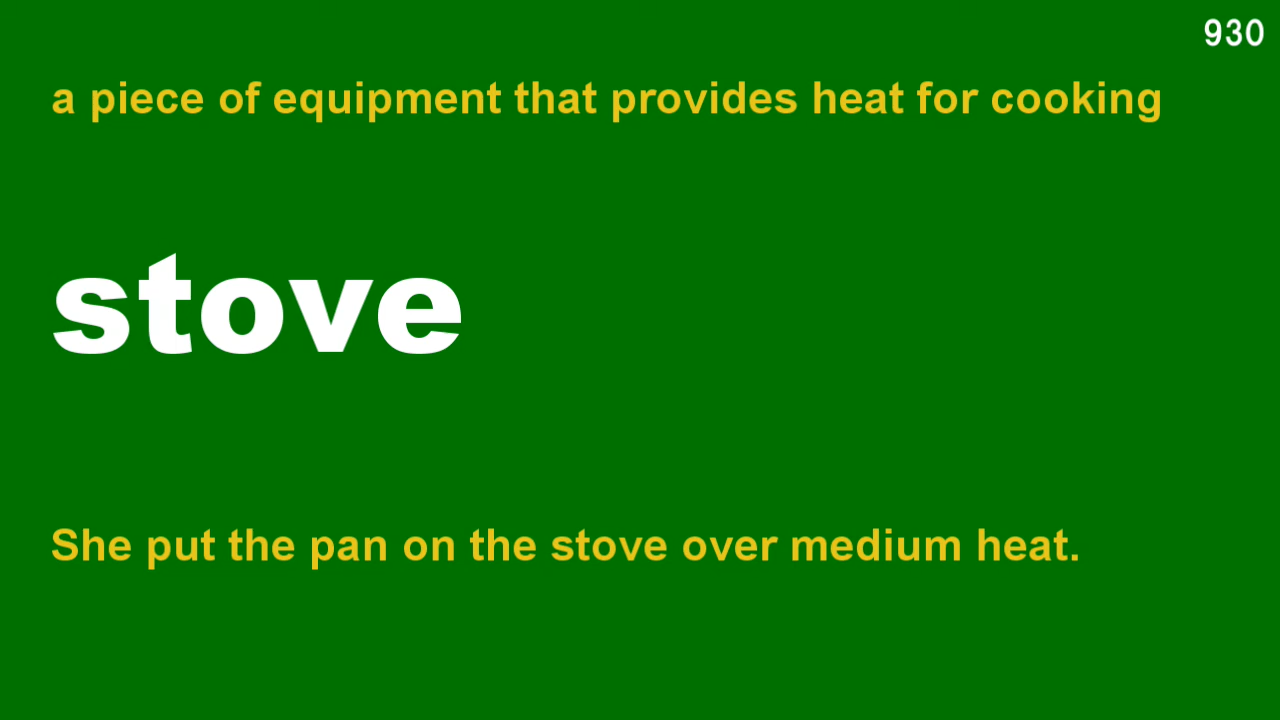 930
a piece of equipment that provides heat for cooking
stove
She put the pan on the stove over medium heat.